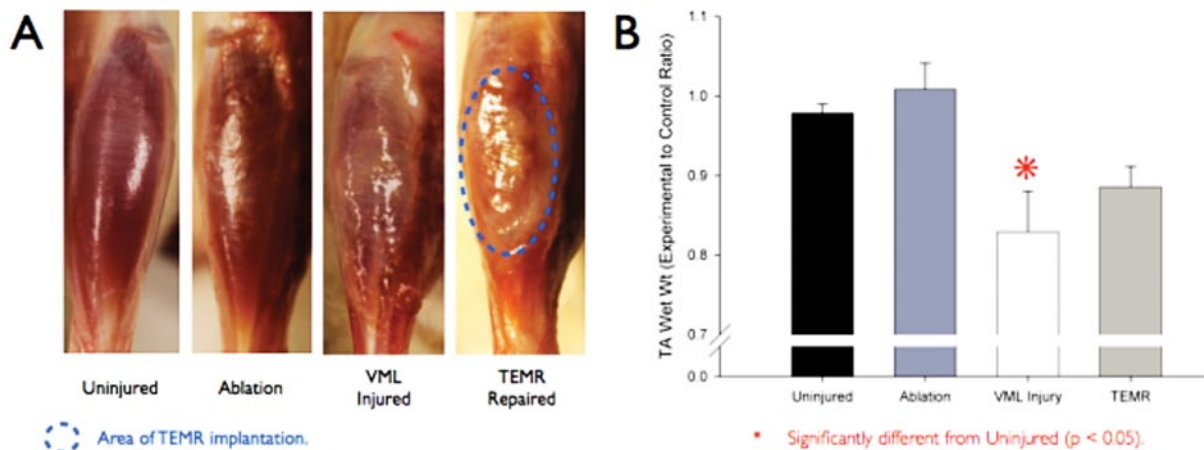 A
Uninjured
Ablation
VML
Injured
TEMR
Repaired
Area of TEMR implantation.
B
TA Wet Wt (Experimental to Control Ratio)
1.1
1.0
0.9
0.8
0.7
0.0
*
Uninjured
Ablation
VML Injury
TEMR
* Significantly different from Uninjured (p < 0.05).